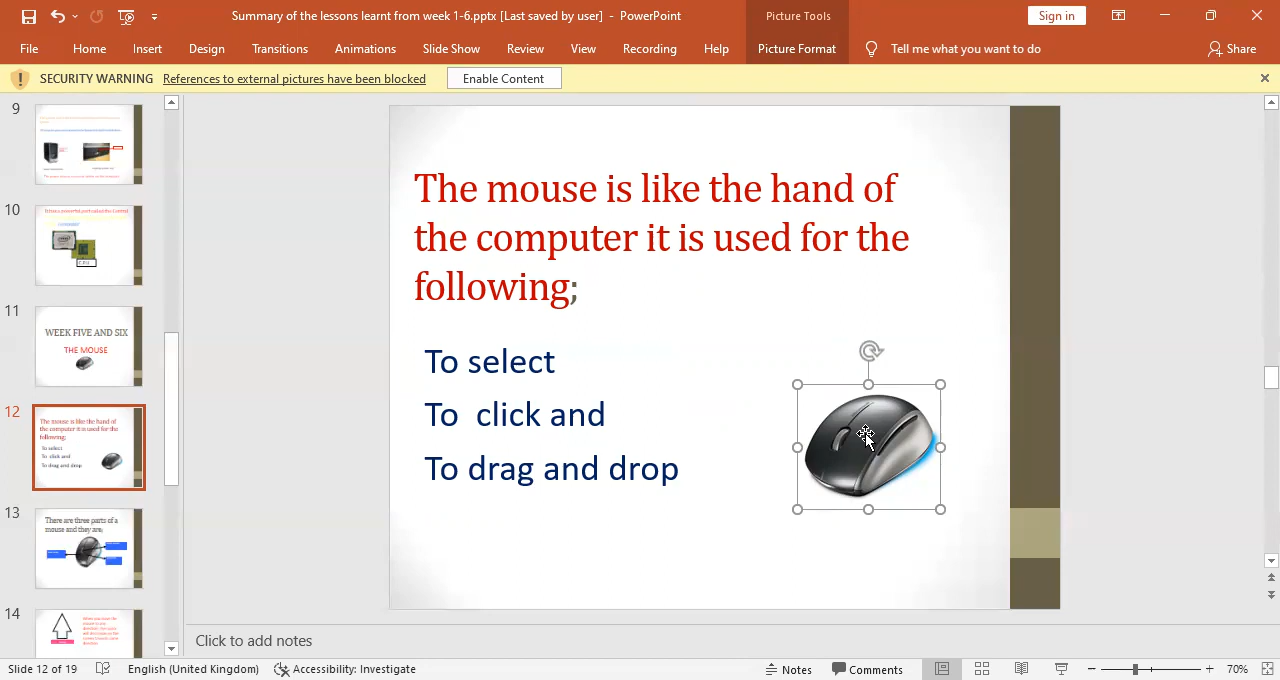 Summary of the lessons learnt from week 1-6.pptx [Last saved by user] - PowerPoint
Picture Tools
Sign in
File Home Insert Design Transitions Animations Slide Show Review View Recording Help Picture Format Tell me what you want to do Share
SECURITY WARNING References to external pictures have been blocked Enable Content
9
10
11
WEEK FIVE AND SIX
THE MOUSE
12
The mouse is like the hand of
the computer it is used for the
following;
To select
To click and
To drag and drop
13
There are three parts of a
mouse and they are;
14
The mouse is like the hand of
the computer it is used for the
following;
To select
To click and
To drag and drop
Click to add notes
Slide 12 of 19 English (United Kingdom) Accessibility: Investigate Notes Comments 70%